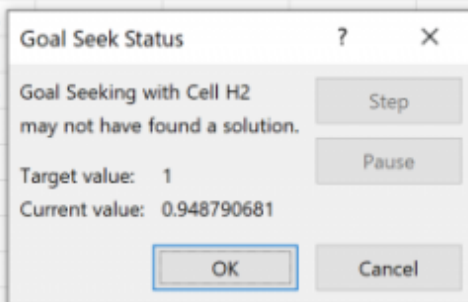 Goal Seek Status ? ×
Goal Seeking with Cell H2
may not have found a solution.
Step
Pause
Target value: 1
Current value: 0.948790681
OK Cancel